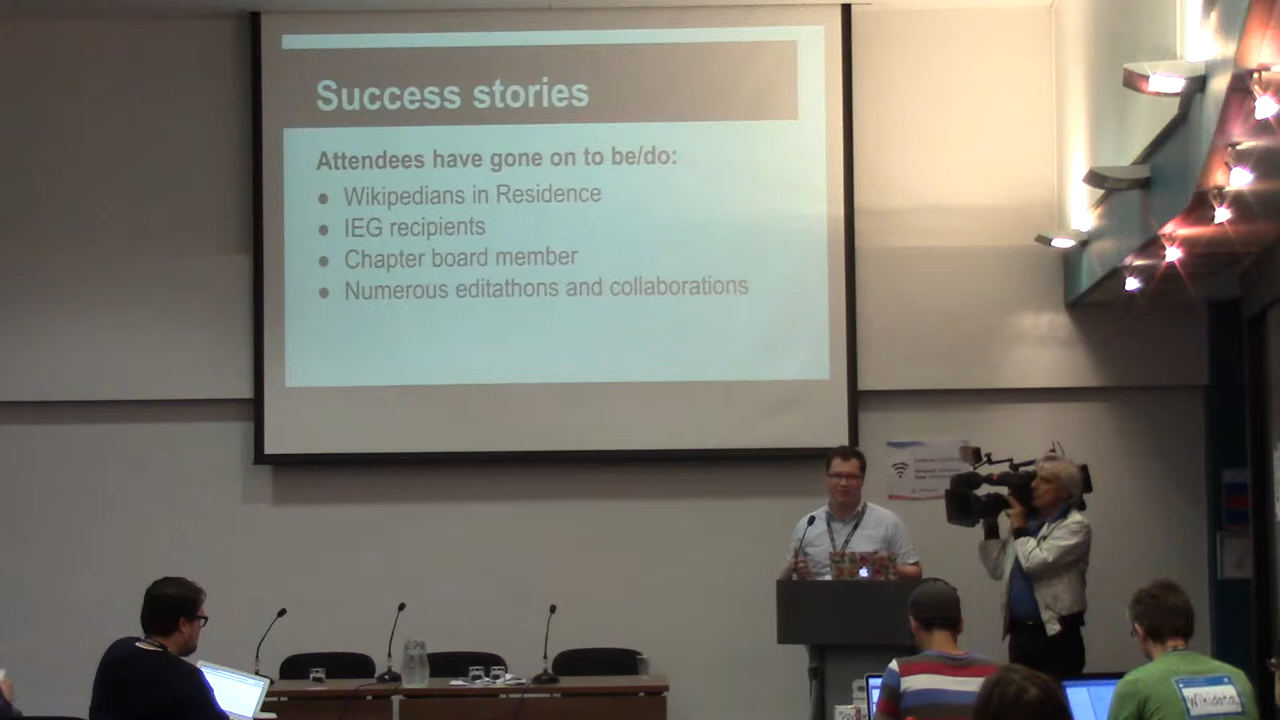 Success stories
Attendees have gone on to be/do:
● Wikipedians in Residence
● IEG recipients
● Chapter board member
● Numerous editathons and collaborations
Wikidata